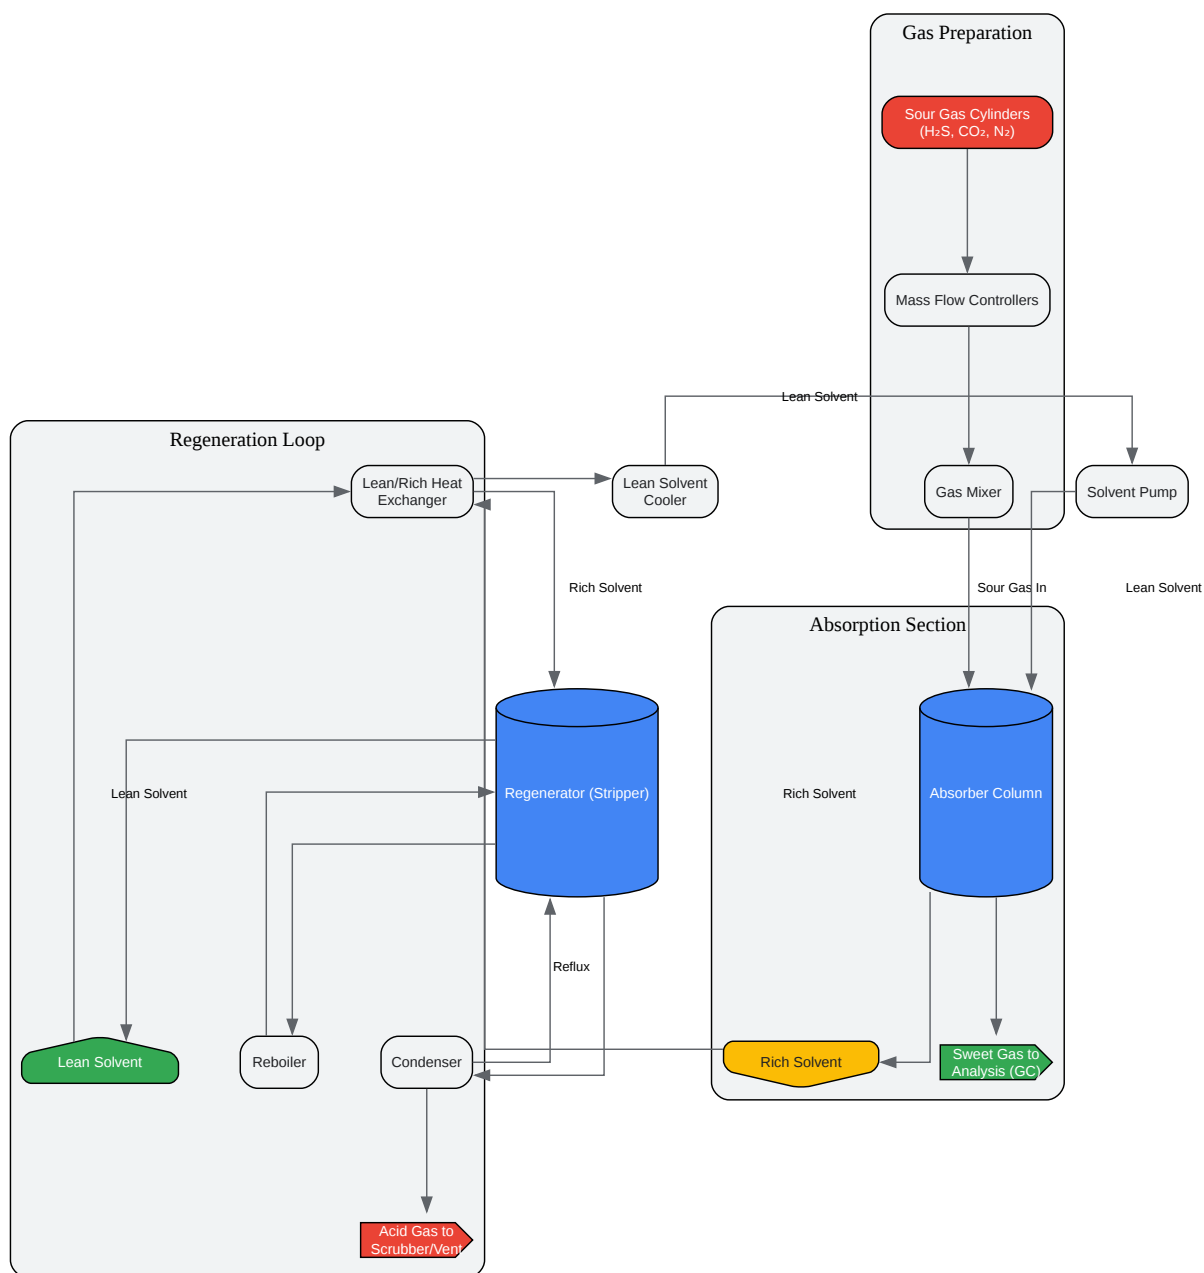 Gas Preparation
Sour Gas Cylinders
(H₂S, CO₂, N₂)
Mass Flow Controllers
Lean Solvent
Regeneration Loop
Lean/Rich Heat
Exchanger
Lean Solvent
Cooler
Gas Mixer
Solvent Pump
Rich Solvent
Sour Gas In
Lean Solvent
Absorption Section
Lean Solvent
Regenerator (Stripper)
Rich Solvent
Absorber Column
Reflux
Lean Solvent
Reboiler
Condenser
Rich Solvent
Sweet Gas to
Analysis (GC)
Acid Gas to
Scrubber/Vent